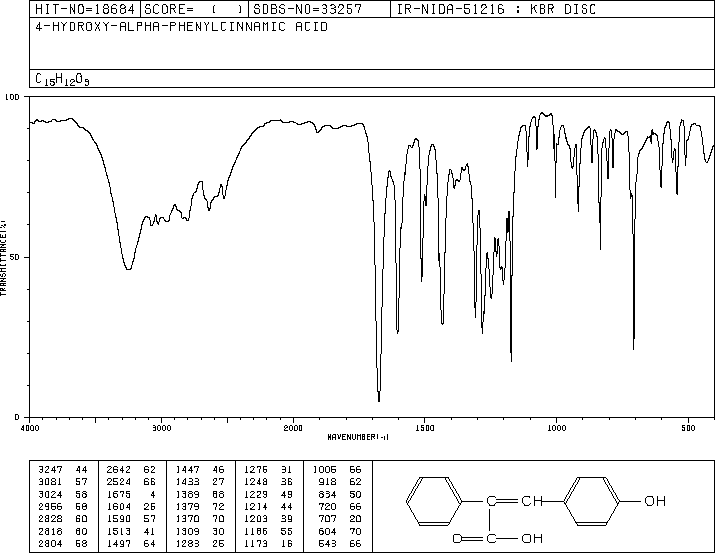 HIT-NO=18684 SCORE= ( ) SDBS-NO=33257 IR-NIDA-51216 : KBR DISC
4-HYDROXY-ALPHA-PHENYLCINNAMIC ACID
C15H12O3
100
TRANSMITTANCE(%)
50
0
4000 3000 2000 1500 1000 500
WAVENUMBER(-1)
3247 44 2642 62 1447 46 1276 31 1006 66
3081 57 2524 66 1433 27 1248 36 918 62
3024 58 1675 4 1389 68 1229 49 834 50
2956 58 1604 25 1379 72 1214 44 720 66
2828 60 1590 57 1370 70 1203 39 707 20
2816 60 1513 41 1309 30 1186 55 604 70
2804 58 1497 64 1283 25 1173 16 543 66
C CH OH
O C OH